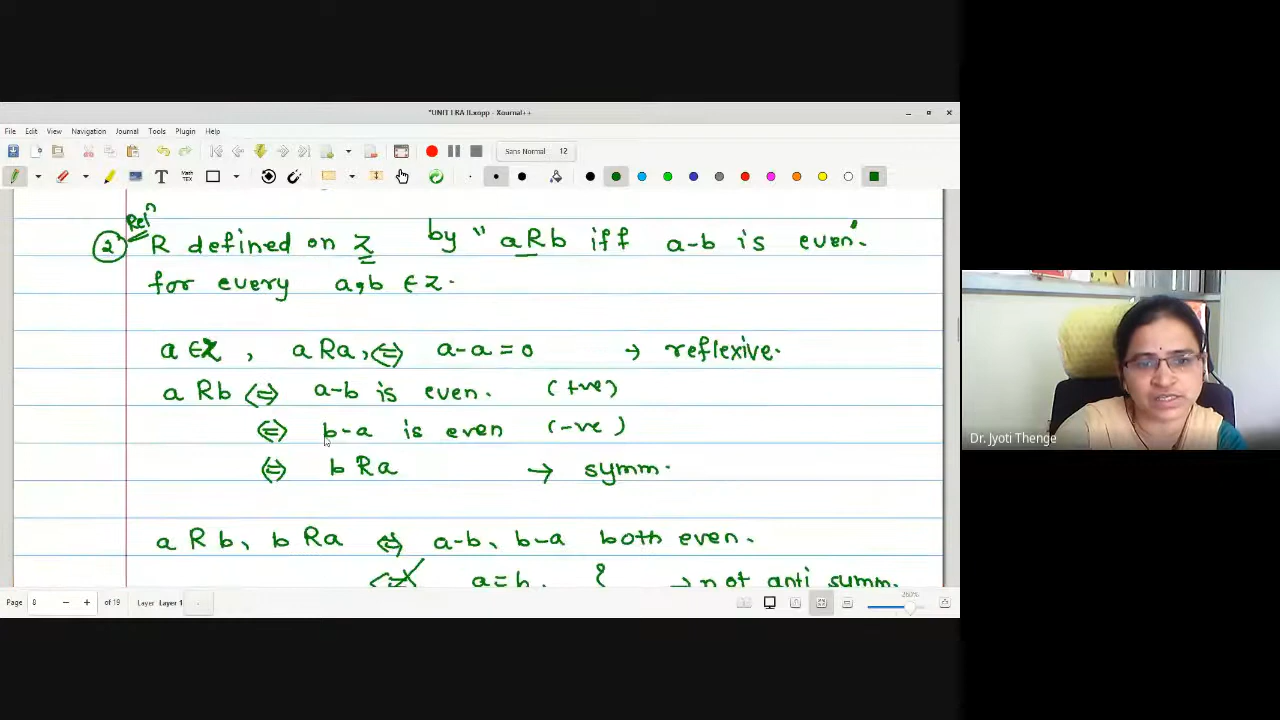 *UNIT I RA II.xopp - Xournal++
File Edit View Navigation Journal Tools Plugin Help
Sans Normal 12
Relⁿ
2 R defined on Z by "aRb iff a-b is even".
for every a,b ∈ Z.
a ∈ Z, aRa, ⇔ a-a=0 → reflexive.
aRb ⇔ a-b is even. (+ve)
⇔ b-a is even (-ve)
⇔ bRa → symm.
aRb, bRa ⇔ a-b, b-a both even.
a=b. → not anti symm.
Dr. Jyoti Thenge
Page 8 of 19 Layer Layer 1
260%